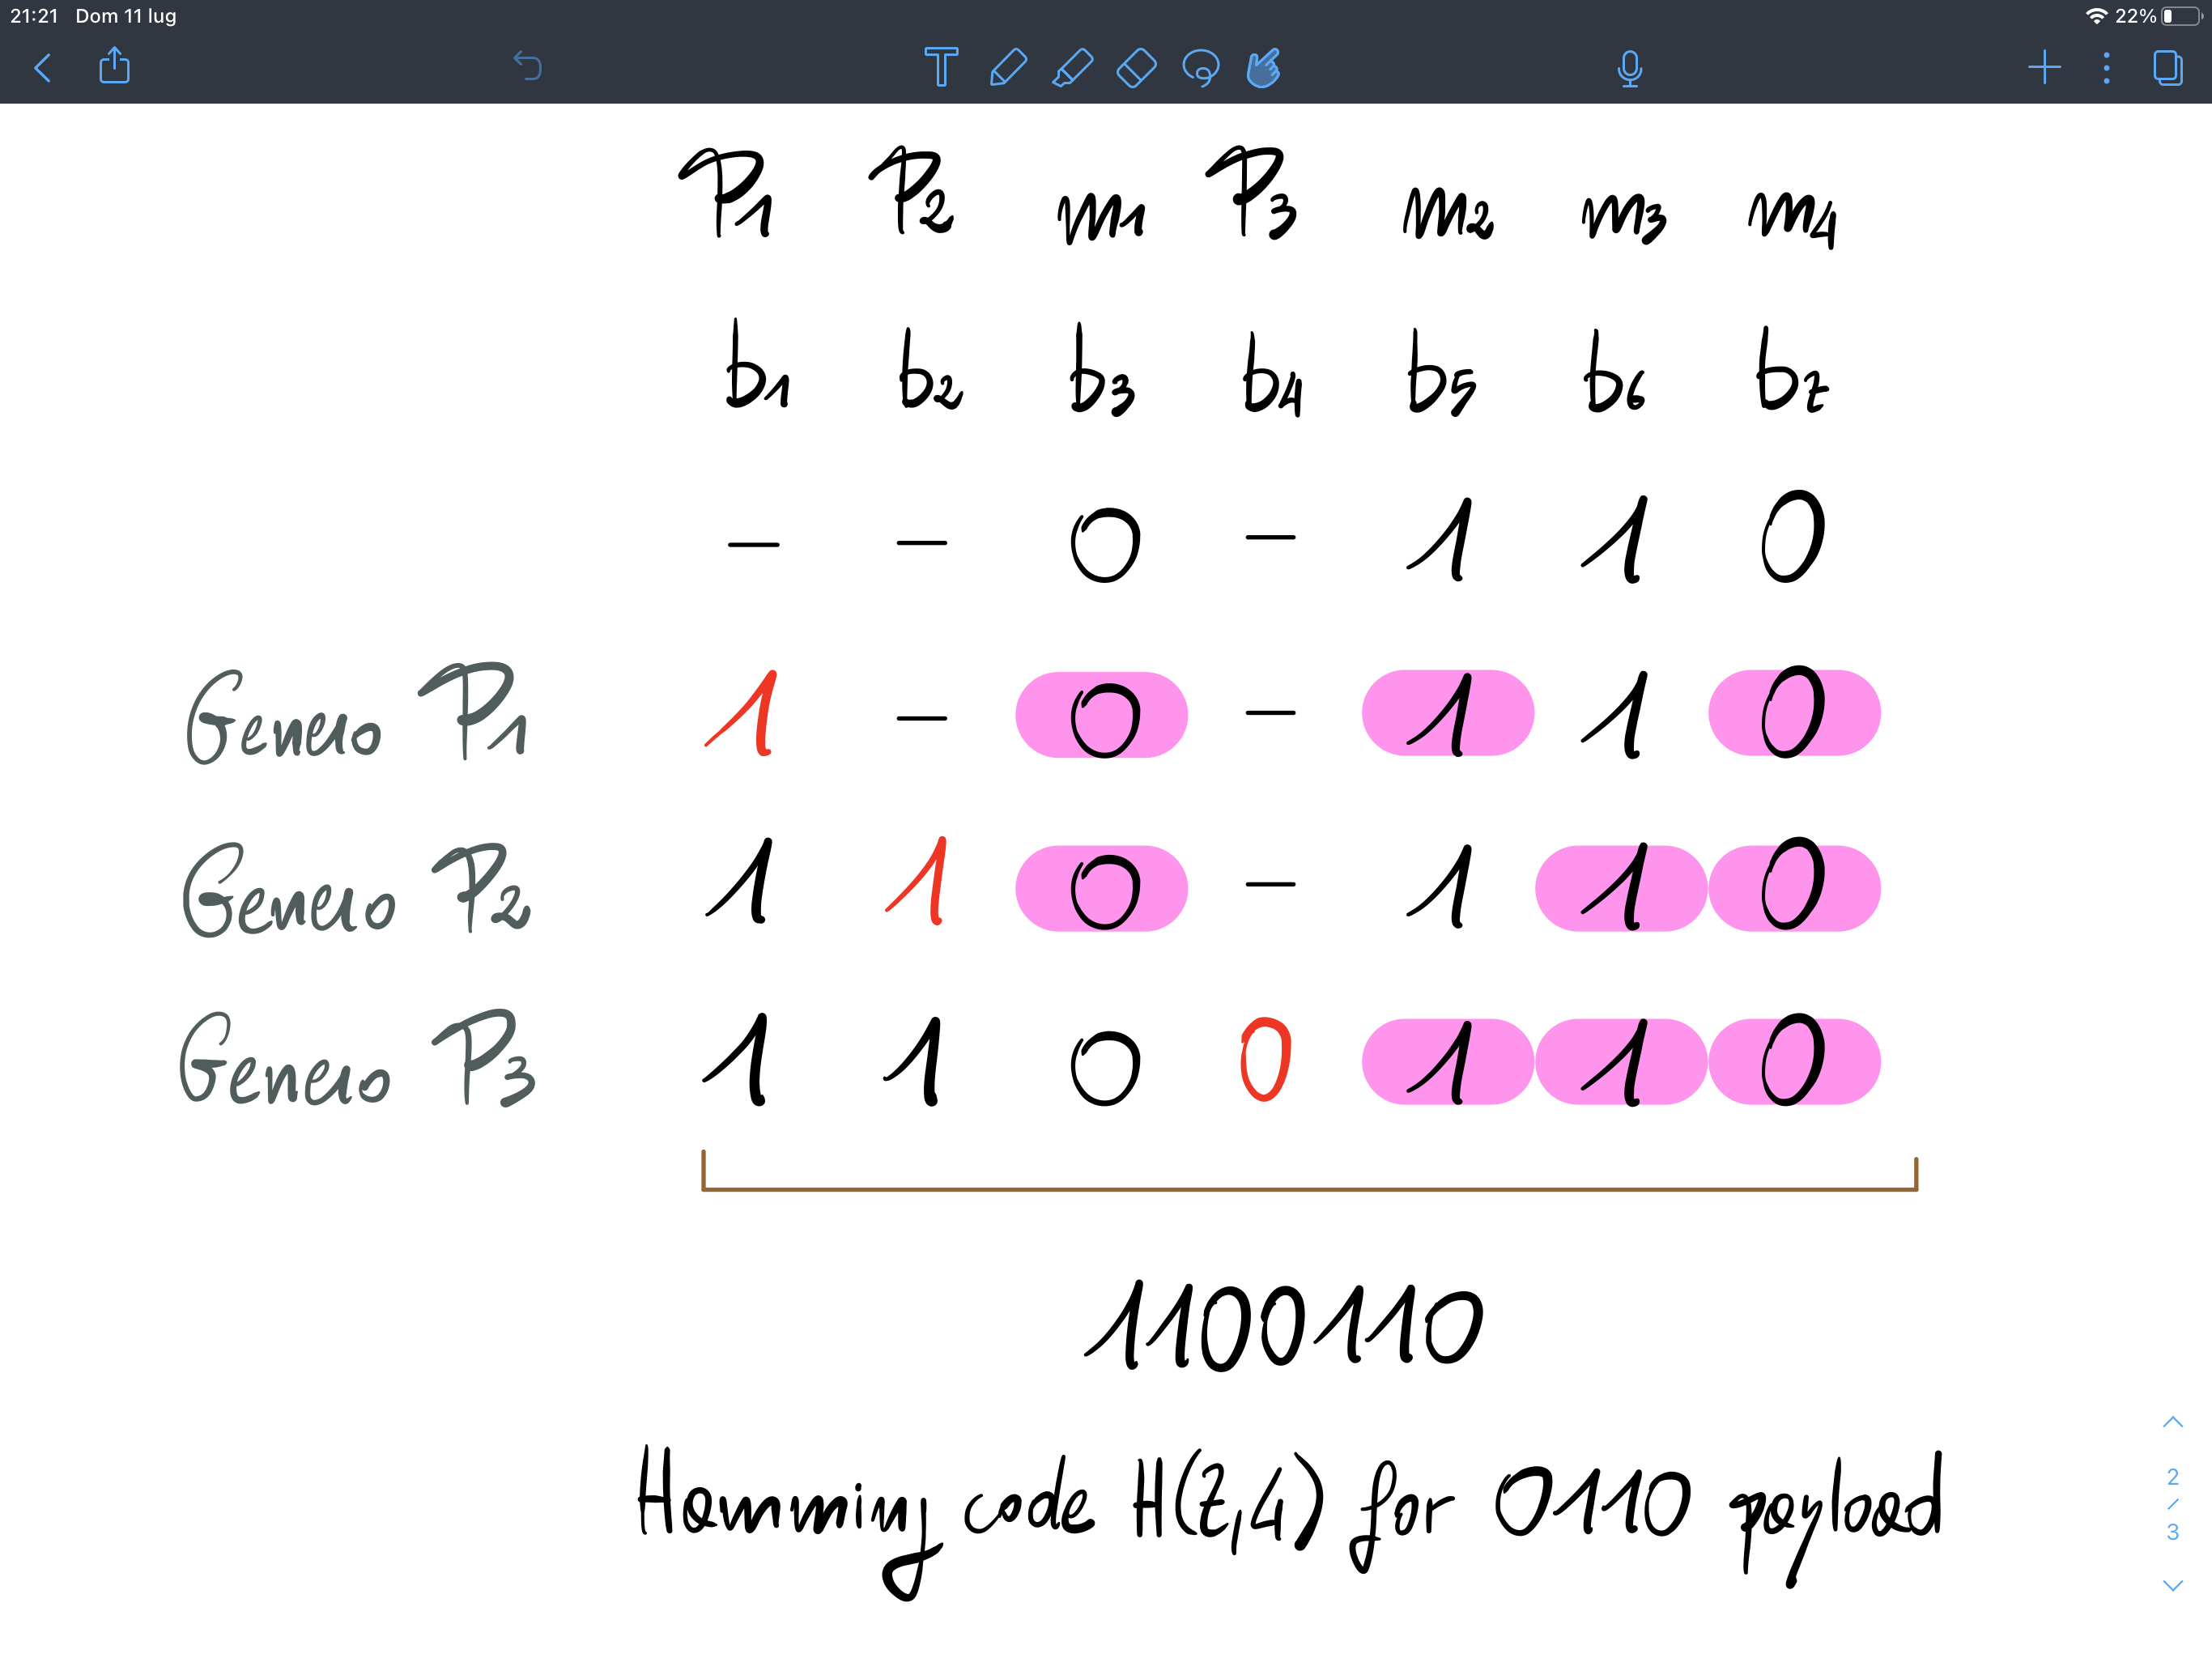 21:21 Dom 11 lug 22%
P1 P2 m1 P3 m2 m3 m4
b1 b2 b3 b4 b5 b6 b7
– – 0 – 1 1 0
Genero P1 1 – 0 – 1 1 0
Genero P2 1 1 0 – 1 1 0
Genero P3 1 1 0 0 1 1 0
1100110
Hamming code H(7,4) for 0110 payload
2
/
3